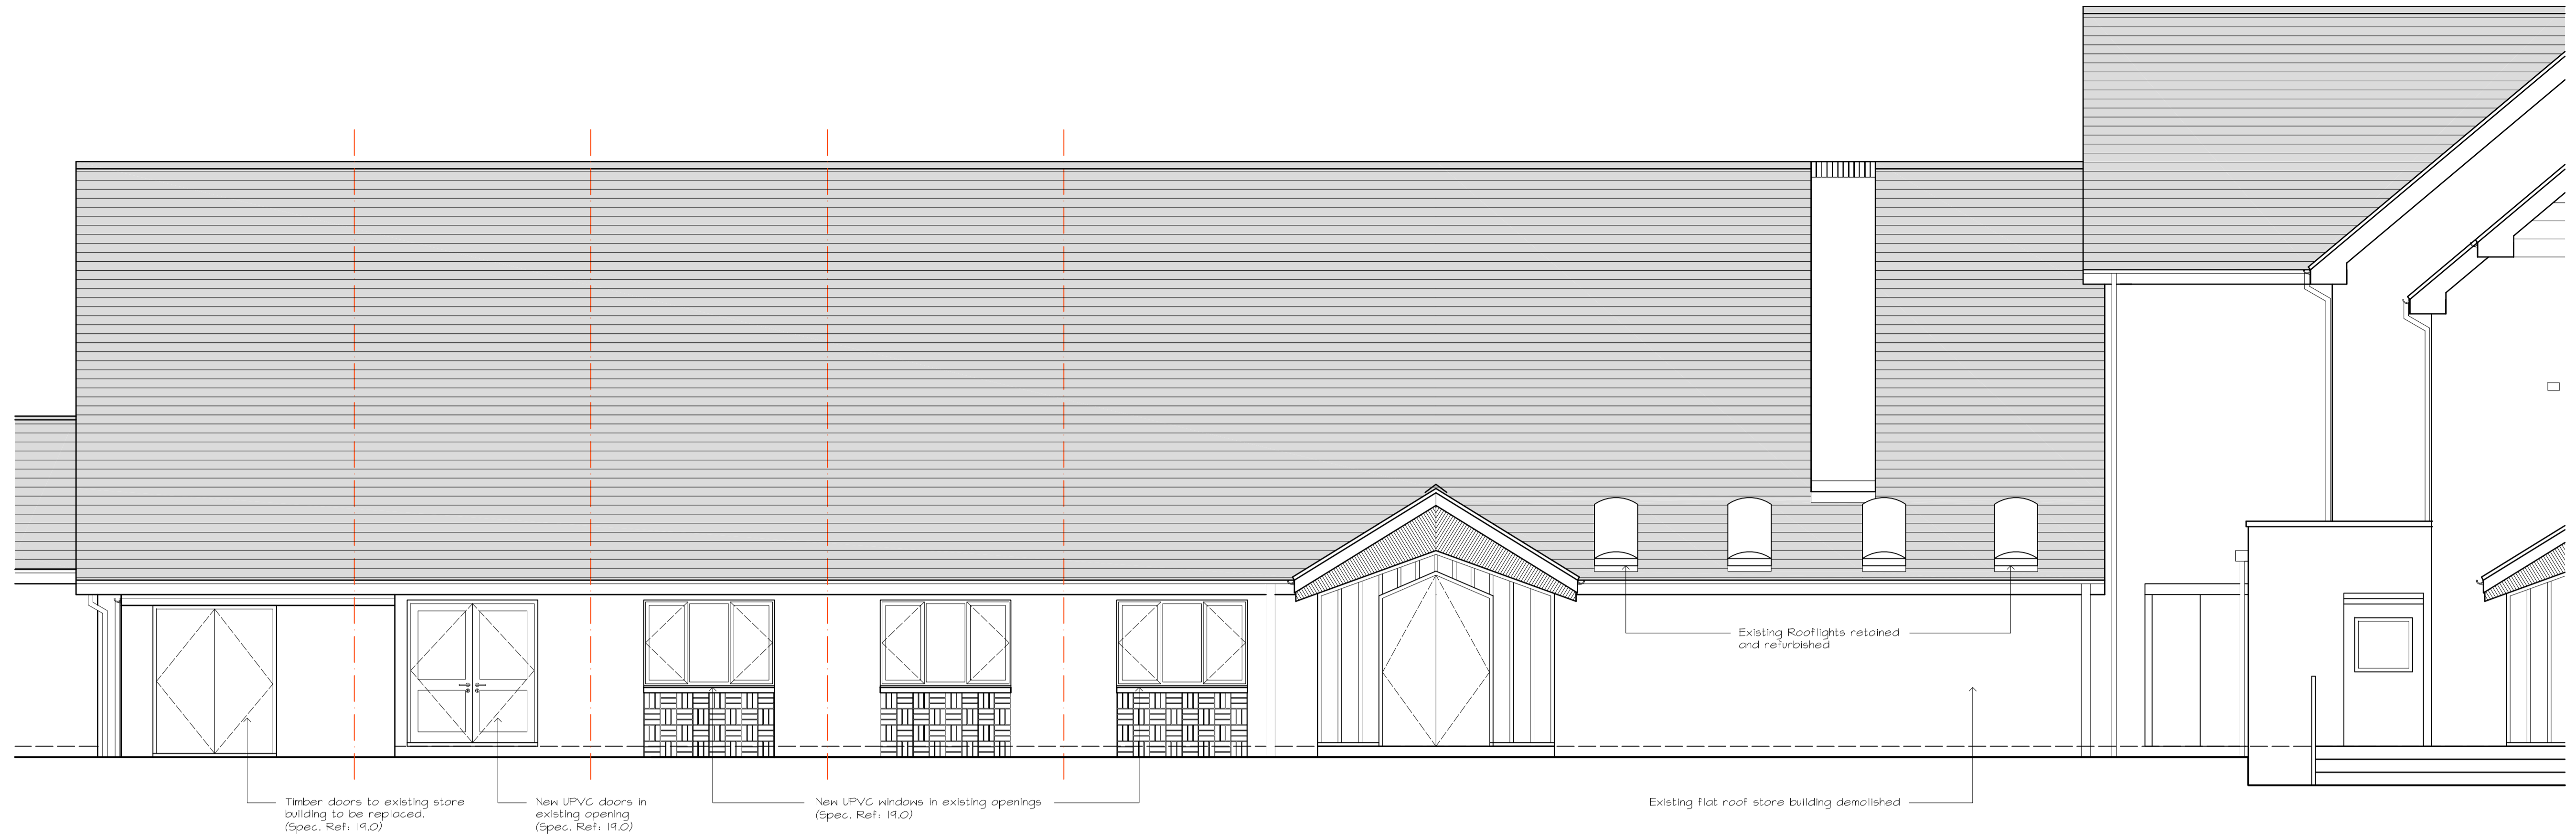 Existing Rooflights retained
and refurbished
Timber doors to existing store
building to be replaced.
(Spec. Ref: 19.0)
New UPVC doors in
existing opening
(Spec. Ref: 19.0)
New UPVC windows in existing openings
(Spec. Ref: 19.0)
Existing flat roof store building demolished